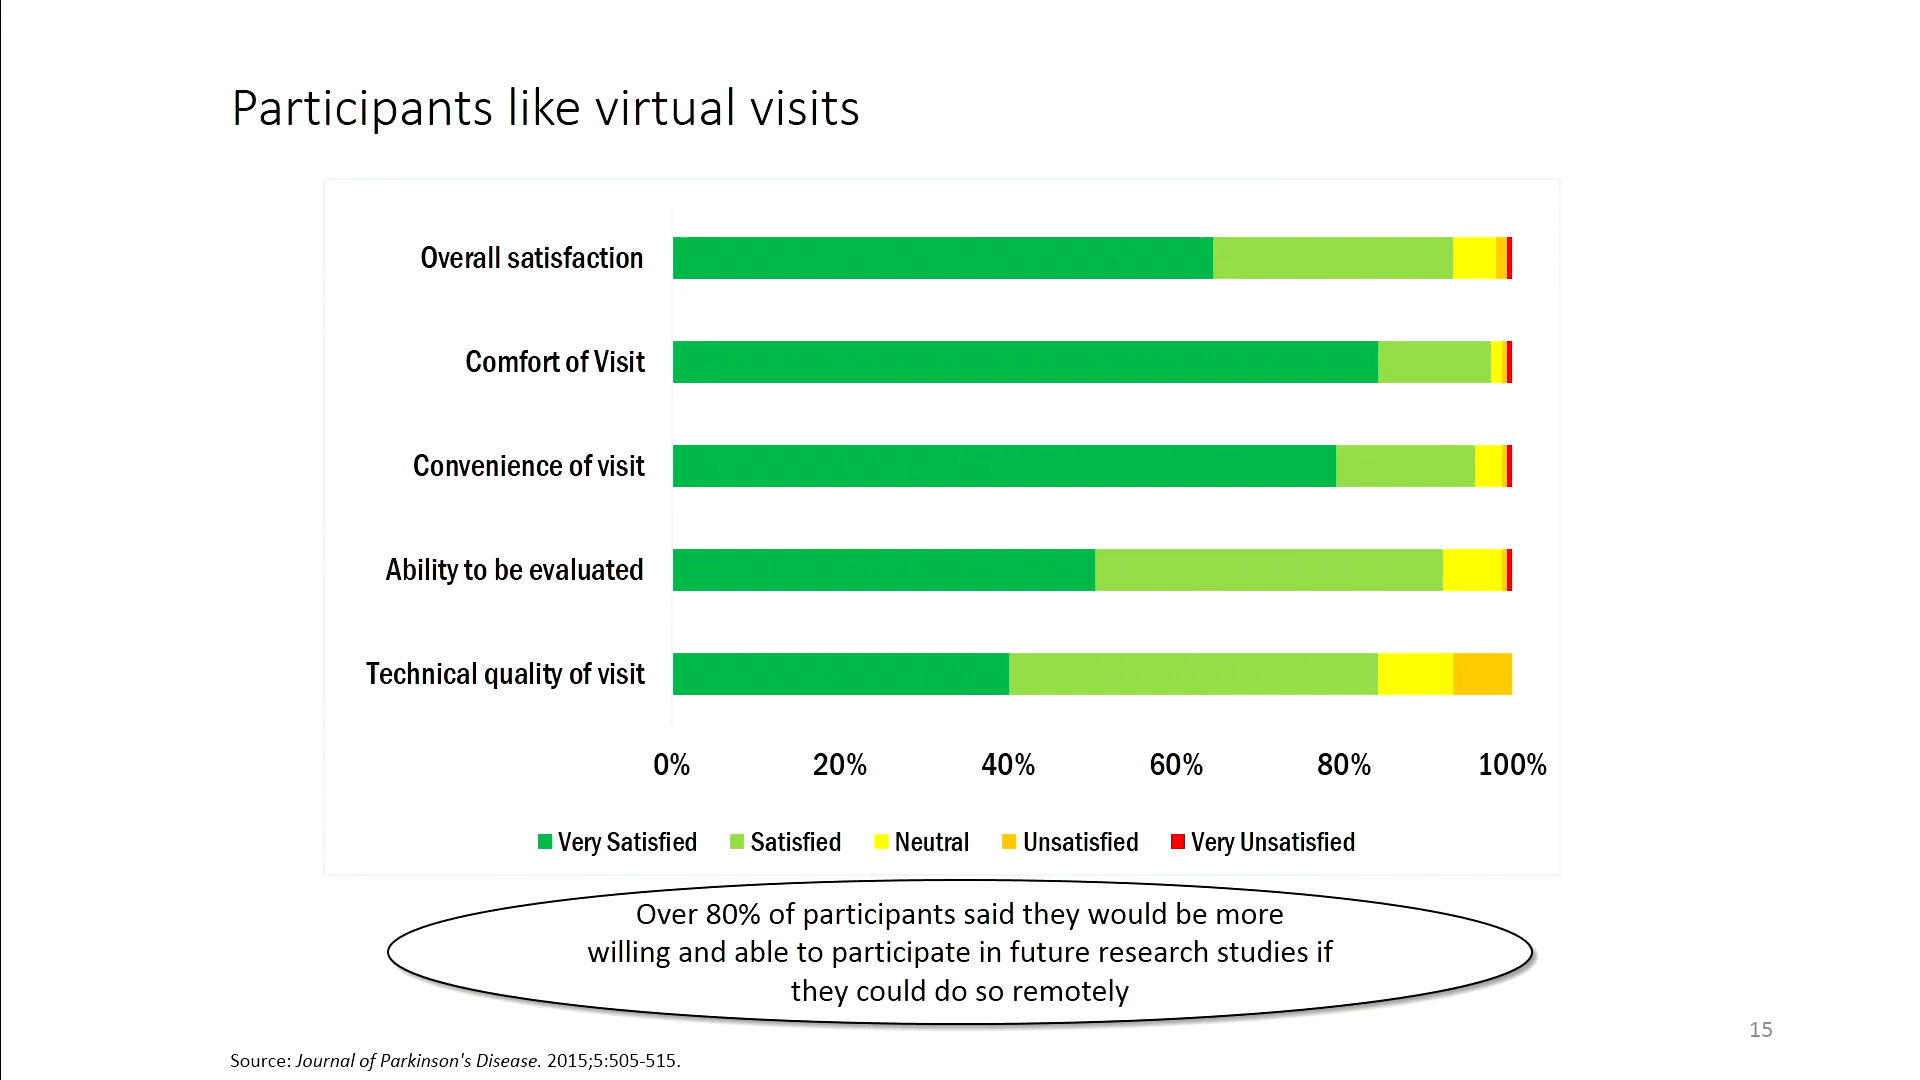 Participants like virtual visits
Overall satisfaction
Comfort of Visit
Convenience of visit
Ability to be evaluated
Technical quality of visit
0% 20% 40% 60% 80% 100%
Very Satisfied Satisfied Neutral Unsatisfied Very Unsatisfied
Over 80% of participants said they would be more
willing and able to participate in future research studies if
they could do so remotely
15
Source: Journal of Parkinson's Disease. 2015;5:505-515.